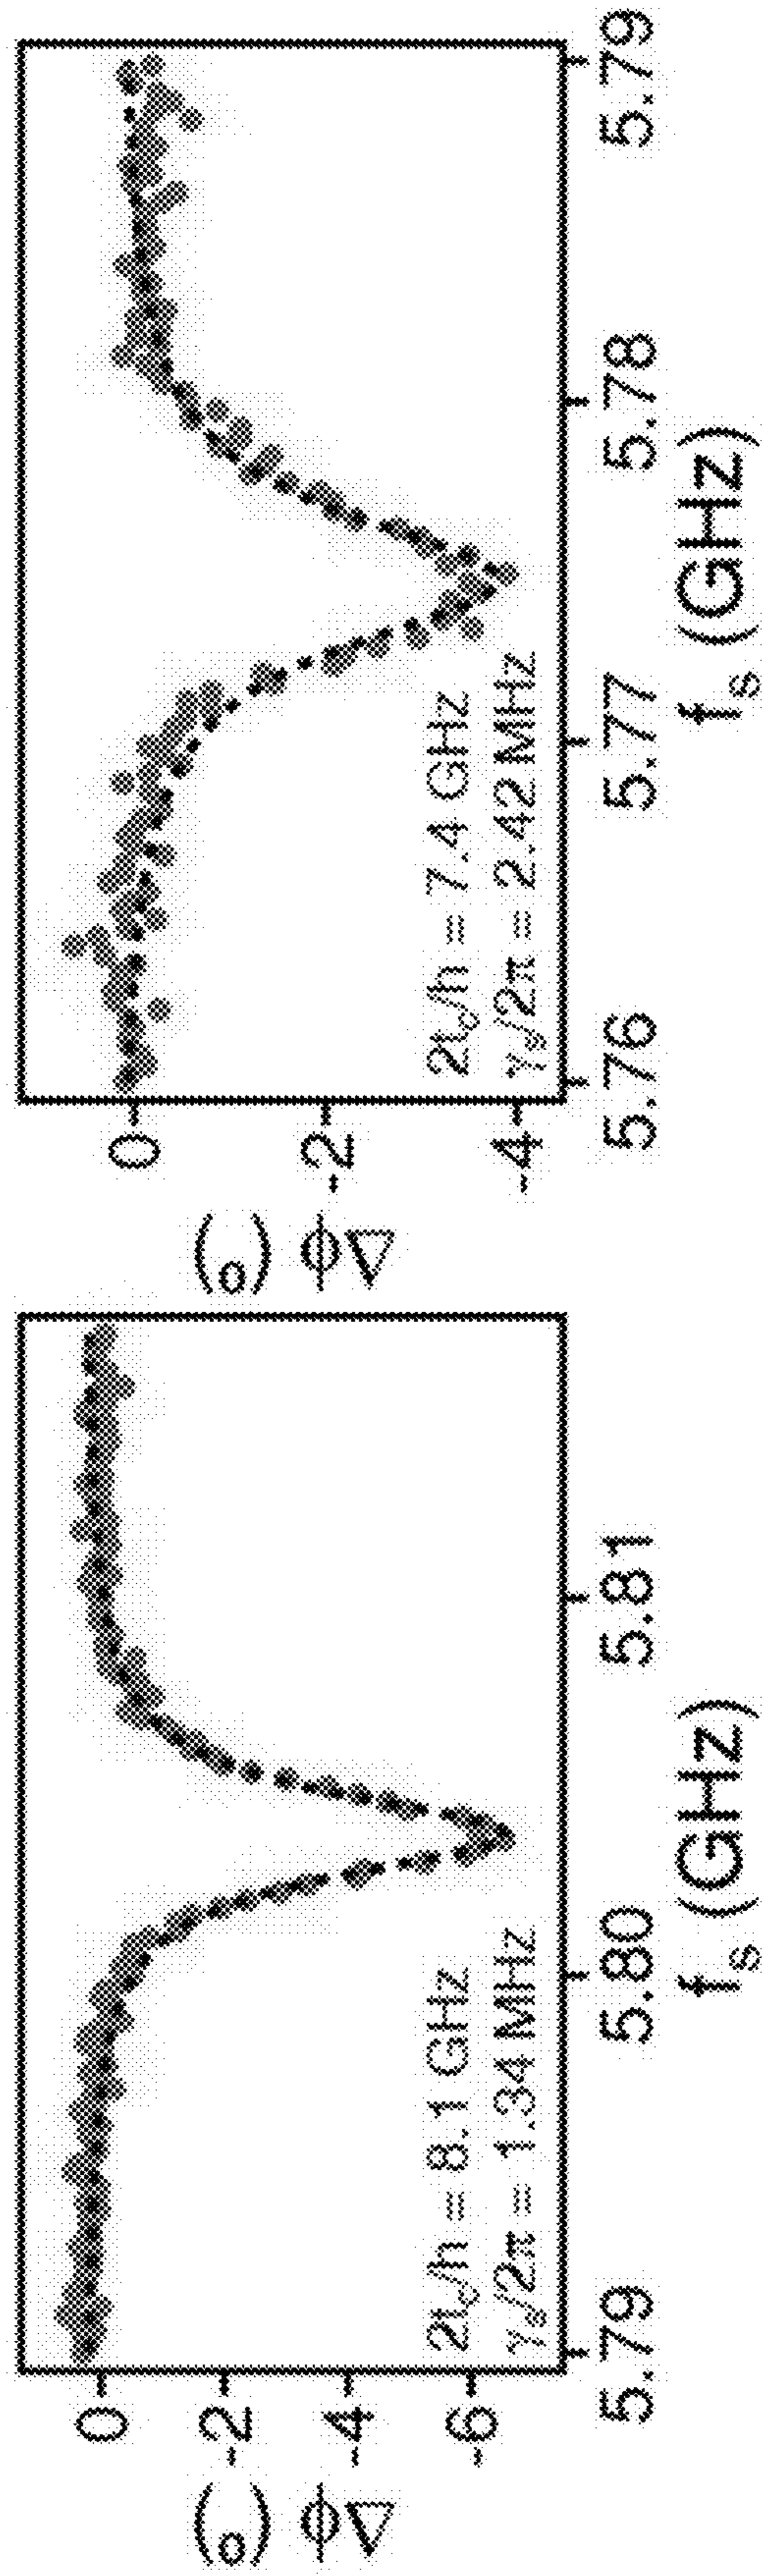 Δφ (°)
0
-2
-4
-6
2t_c/h = 8.1 GHz
γ_s/2π = 1.34 MHz
5.79
5.80
5.81
f_s (GHz)
Δφ (°)
0
-2
-4
2t_c/h = 7.4 GHz
γ_s/2π = 2.42 MHz
5.76
5.77
5.78
5.79
f_s (GHz)